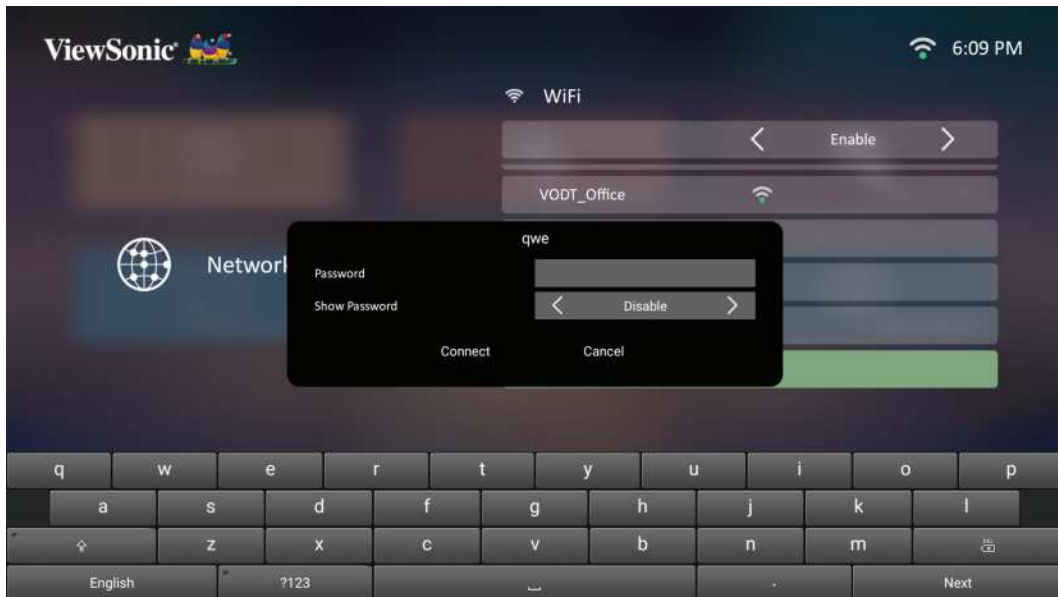 ViewSonic
6:09 PM
WiFi
Enable
VODT_Office
Network
qwe
Password
Show Password
Disable
Connect Cancel
q w e r t y u i o p
a s d f g h j k l
z x c v b n m
English ?123 . Next